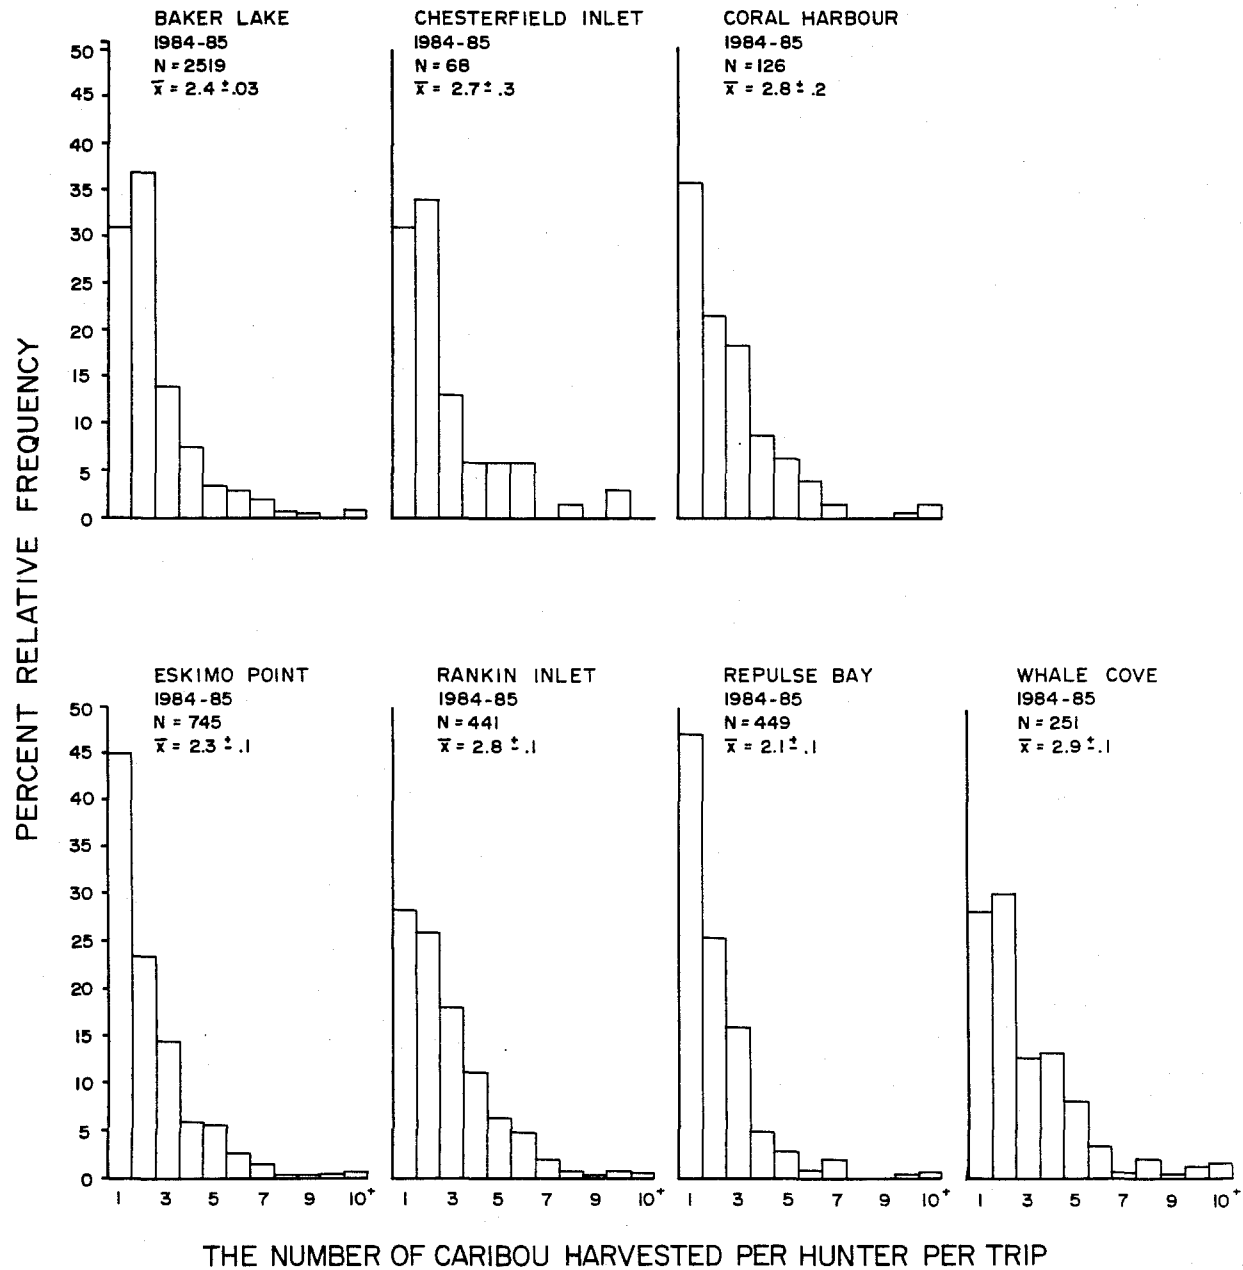 BAKER LAKE
1984-85
N = 2519
x̄ = 2.4 ± .03
CHESTERFIELD INLET
1984-85
N = 68
x̄ = 2.7 ± .3
CORAL HARBOUR
1984-85
N = 126
x̄ = 2.8 ± .2
50
45
40
35
30
25
20
15
10
5
0
PERCENT RELATIVE FREQUENCY
ESKIMO POINT
1984-85
N = 745
x̄ = 2.3 ± .1
RANKIN INLET
1984-85
N = 441
x̄ = 2.8 ± .1
REPULSE BAY
1984-85
N = 449
x̄ = 2.1 ± .1
WHALE COVE
1984-85
N = 251
x̄ = 2.9 ± .1
50
45
40
35
30
25
20
15
10
5
0
1 3 5 7 9 10+
1 3 5 7 9 10+
1 3 5 7 9 10+
1 3 5 7 9 10+
THE NUMBER OF CARIBOU HARVESTED PER HUNTER PER TRIP